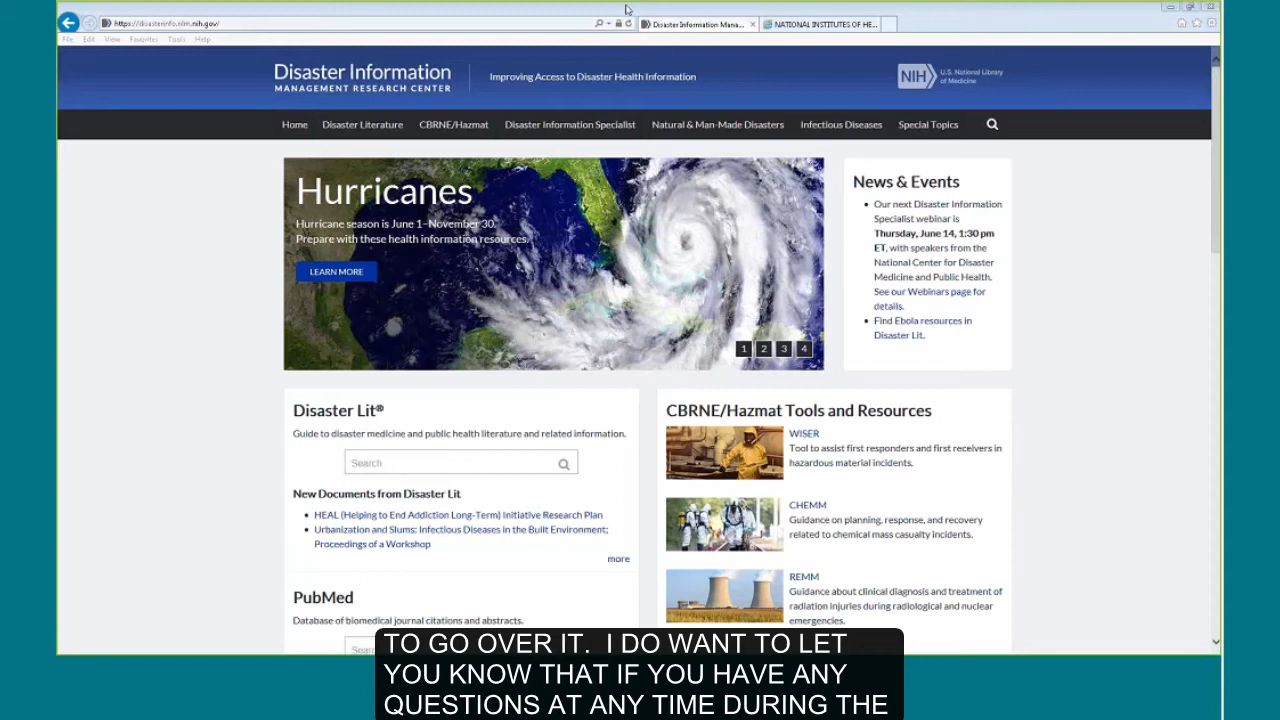 https://disasterinfo.nlm.nih.gov/
Disaster Information Mana...
NATIONAL INSTITUTES OF HE...
File Edit View Favorites Tools Help
Disaster Information
MANAGEMENT RESEARCH CENTER
Improving Access to Disaster Health Information
NIH
U.S. National Library
of Medicine
Home Disaster Literature CBRNE/Hazmat Disaster Information Specialist Natural & Man-Made Disasters Infectious Diseases Special Topics
Hurricanes
Hurricane season is June 1–November 30.
Prepare with these health information resources.
LEARN MORE
1 2 3 4
News & Events
Our next Disaster Information
Specialist webinar is
Thursday, June 14, 1:30 pm
ET, with speakers from the
National Center for Disaster
Medicine and Public Health.
See our Webinars page for
details.
Find Ebola resources in
Disaster Lit.
Disaster Lit®
Guide to disaster medicine and public health literature and related information.
Search
New Documents from Disaster Lit
HEAL (Helping to End Addiction Long-Term) Initiative Research Plan
Urbanization and Slums: Infectious Diseases in the Built Environment;
Proceedings of a Workshop
more
PubMed
Database of biomedical journal citations and abstracts.
CBRNE/Hazmat Tools and Resources
WISER
Tool to assist first responders and first receivers in
hazardous material incidents.
CHEMM
Guidance on planning, response, and recovery
related to chemical mass casualty incidents.
REMM
Guidance about clinical diagnosis and treatment of
radiation injuries during radiological and nuclear
emergencies.
TO GO OVER IT. I DO WANT TO LET
YOU KNOW THAT IF YOU HAVE ANY
QUESTIONS AT ANY TIME DURING THE